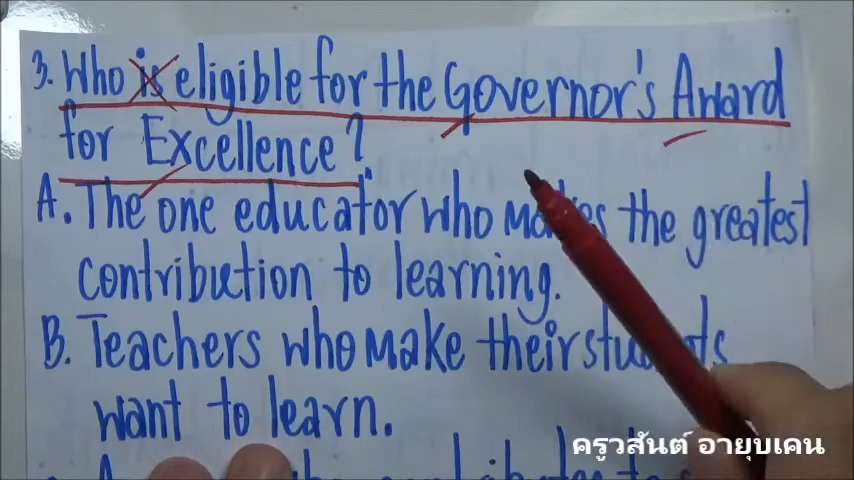 3. Who is eligible for the Governor's Award
for Excellence?
A. The one educator who makes the greatest
contribution to learning.
B. Teachers who make their students
want to learn.
ครูวสันต์ อายุบเคน